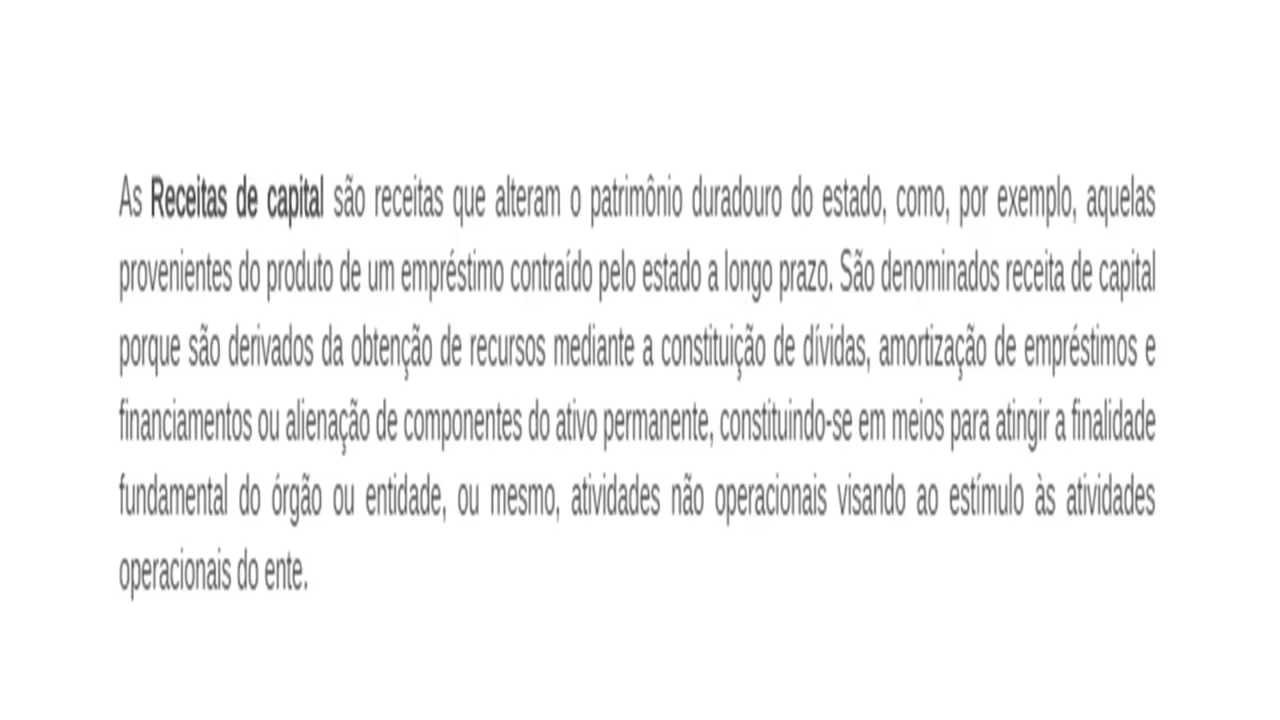 As Receitas de capital são receitas que alteram o patrimônio duradouro do estado, como, por exemplo, aquelas
provenientes do produto de um empréstimo contraído pelo estado a longo prazo. São denominados receita de capital
porque são derivados da obtenção de recursos mediante a constituição de dívidas, amortização de empréstimos e
financiamentos ou alienação de componentes do ativo permanente, constituindo-se em meios para atingir a finalidade
fundamental do órgão ou entidade, ou mesmo, atividades não operacionais visando ao estímulo às atividades
operacionais do ente.